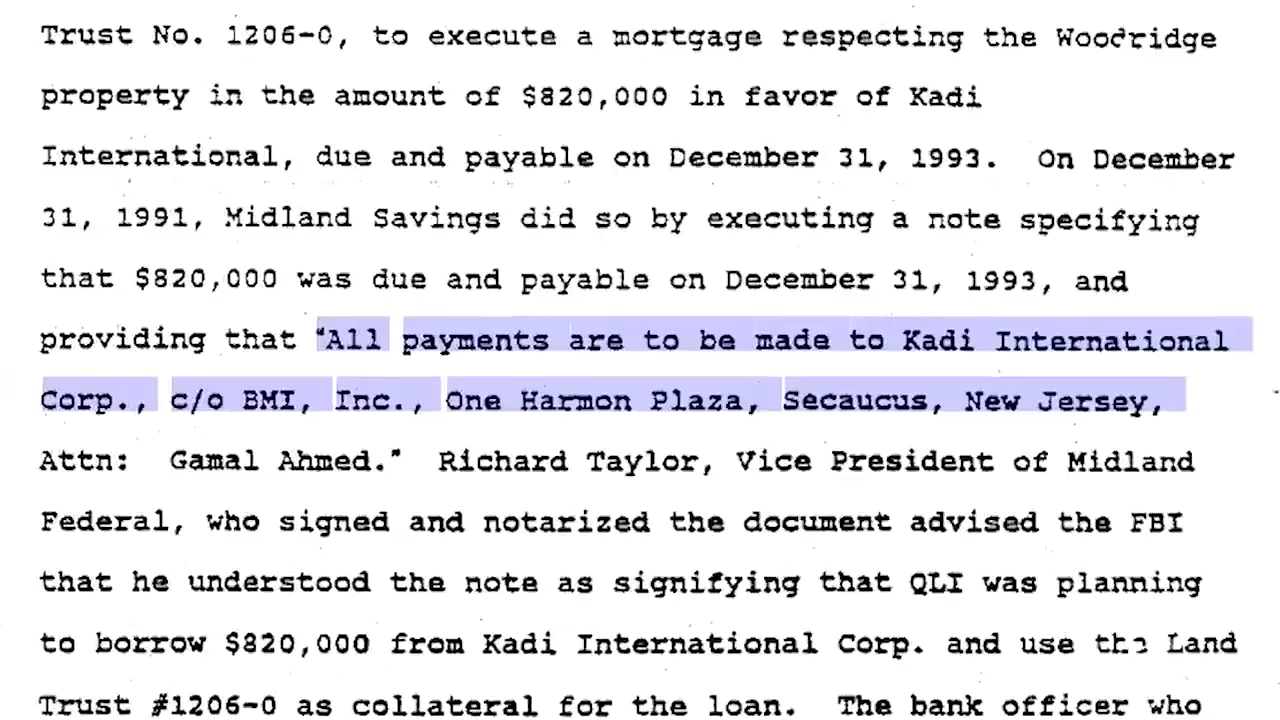 Trust No. 1206-0, to execute a mortgage respecting the Woodridge
property in the amount of $820,000 in favor of Kadi
International, due and payable on December 31, 1993. On December
31, 1991, Midland Savings did so by executing a note specifying
that $820,000 was due and payable on December 31, 1993, and
providing that "All payments are to be made to Kadi International
Corp., c/o BMI, Inc., One Harmon Plaza, Secaucus, New Jersey,
Attn: Gamal Ahmed." Richard Taylor, Vice President of Midland
Federal, who signed and notarized the document advised the FBI
that he understood the note as signifying that QLI was planning
to borrow $820,000 from Kadi International Corp. and use the Land
Trust #1206-0 as collateral for the loan. The bank officer who